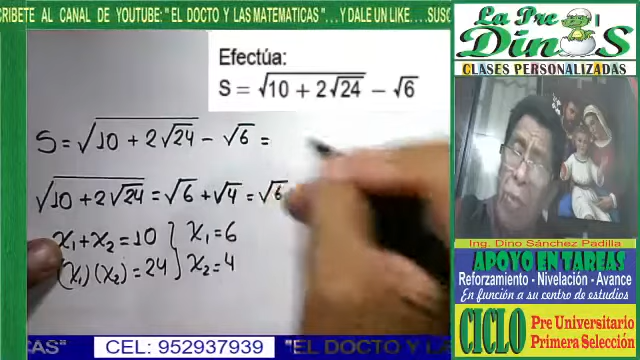 CRIBETE AL CANAL DE YOUTUBE: "EL DOCTO Y LAS MATEMATICAS"...Y DALE UN LIKE....SUSC
La Pre
Dino S
CLASES PERSONALIZADAS
Efectúa:
S = √(10 + 2√24) − √6
S = √(10 + 2√24) − √6 =
√(10 + 2√24) = √6 + √4 = √6
x₁ + x₂ = 10 } x₁ = 6
(x₁)(x₂) = 24 } x₂ = 4
Ing. Dino Sánchez Padilla
APOYO EN TAREAS
Reforzamiento - Nivelación - Avance
En función a su centro de estudios
CICLO
Pre Universitario
Primera Selección
CAS" CEL: 952937939 "EL DOCTO Y LA